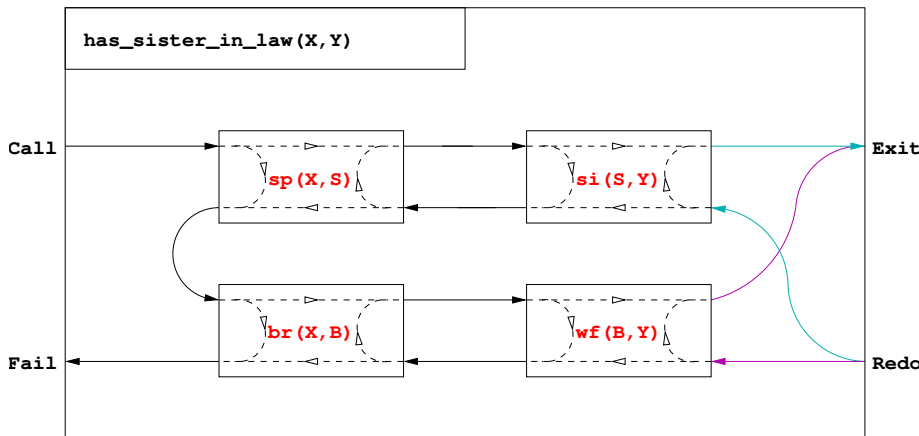 has_sister_in_law(X,Y)
Call
Exit
sp(X,S)
si(S,Y)
br(X,B)
wf(B,Y)
Fail
Redo